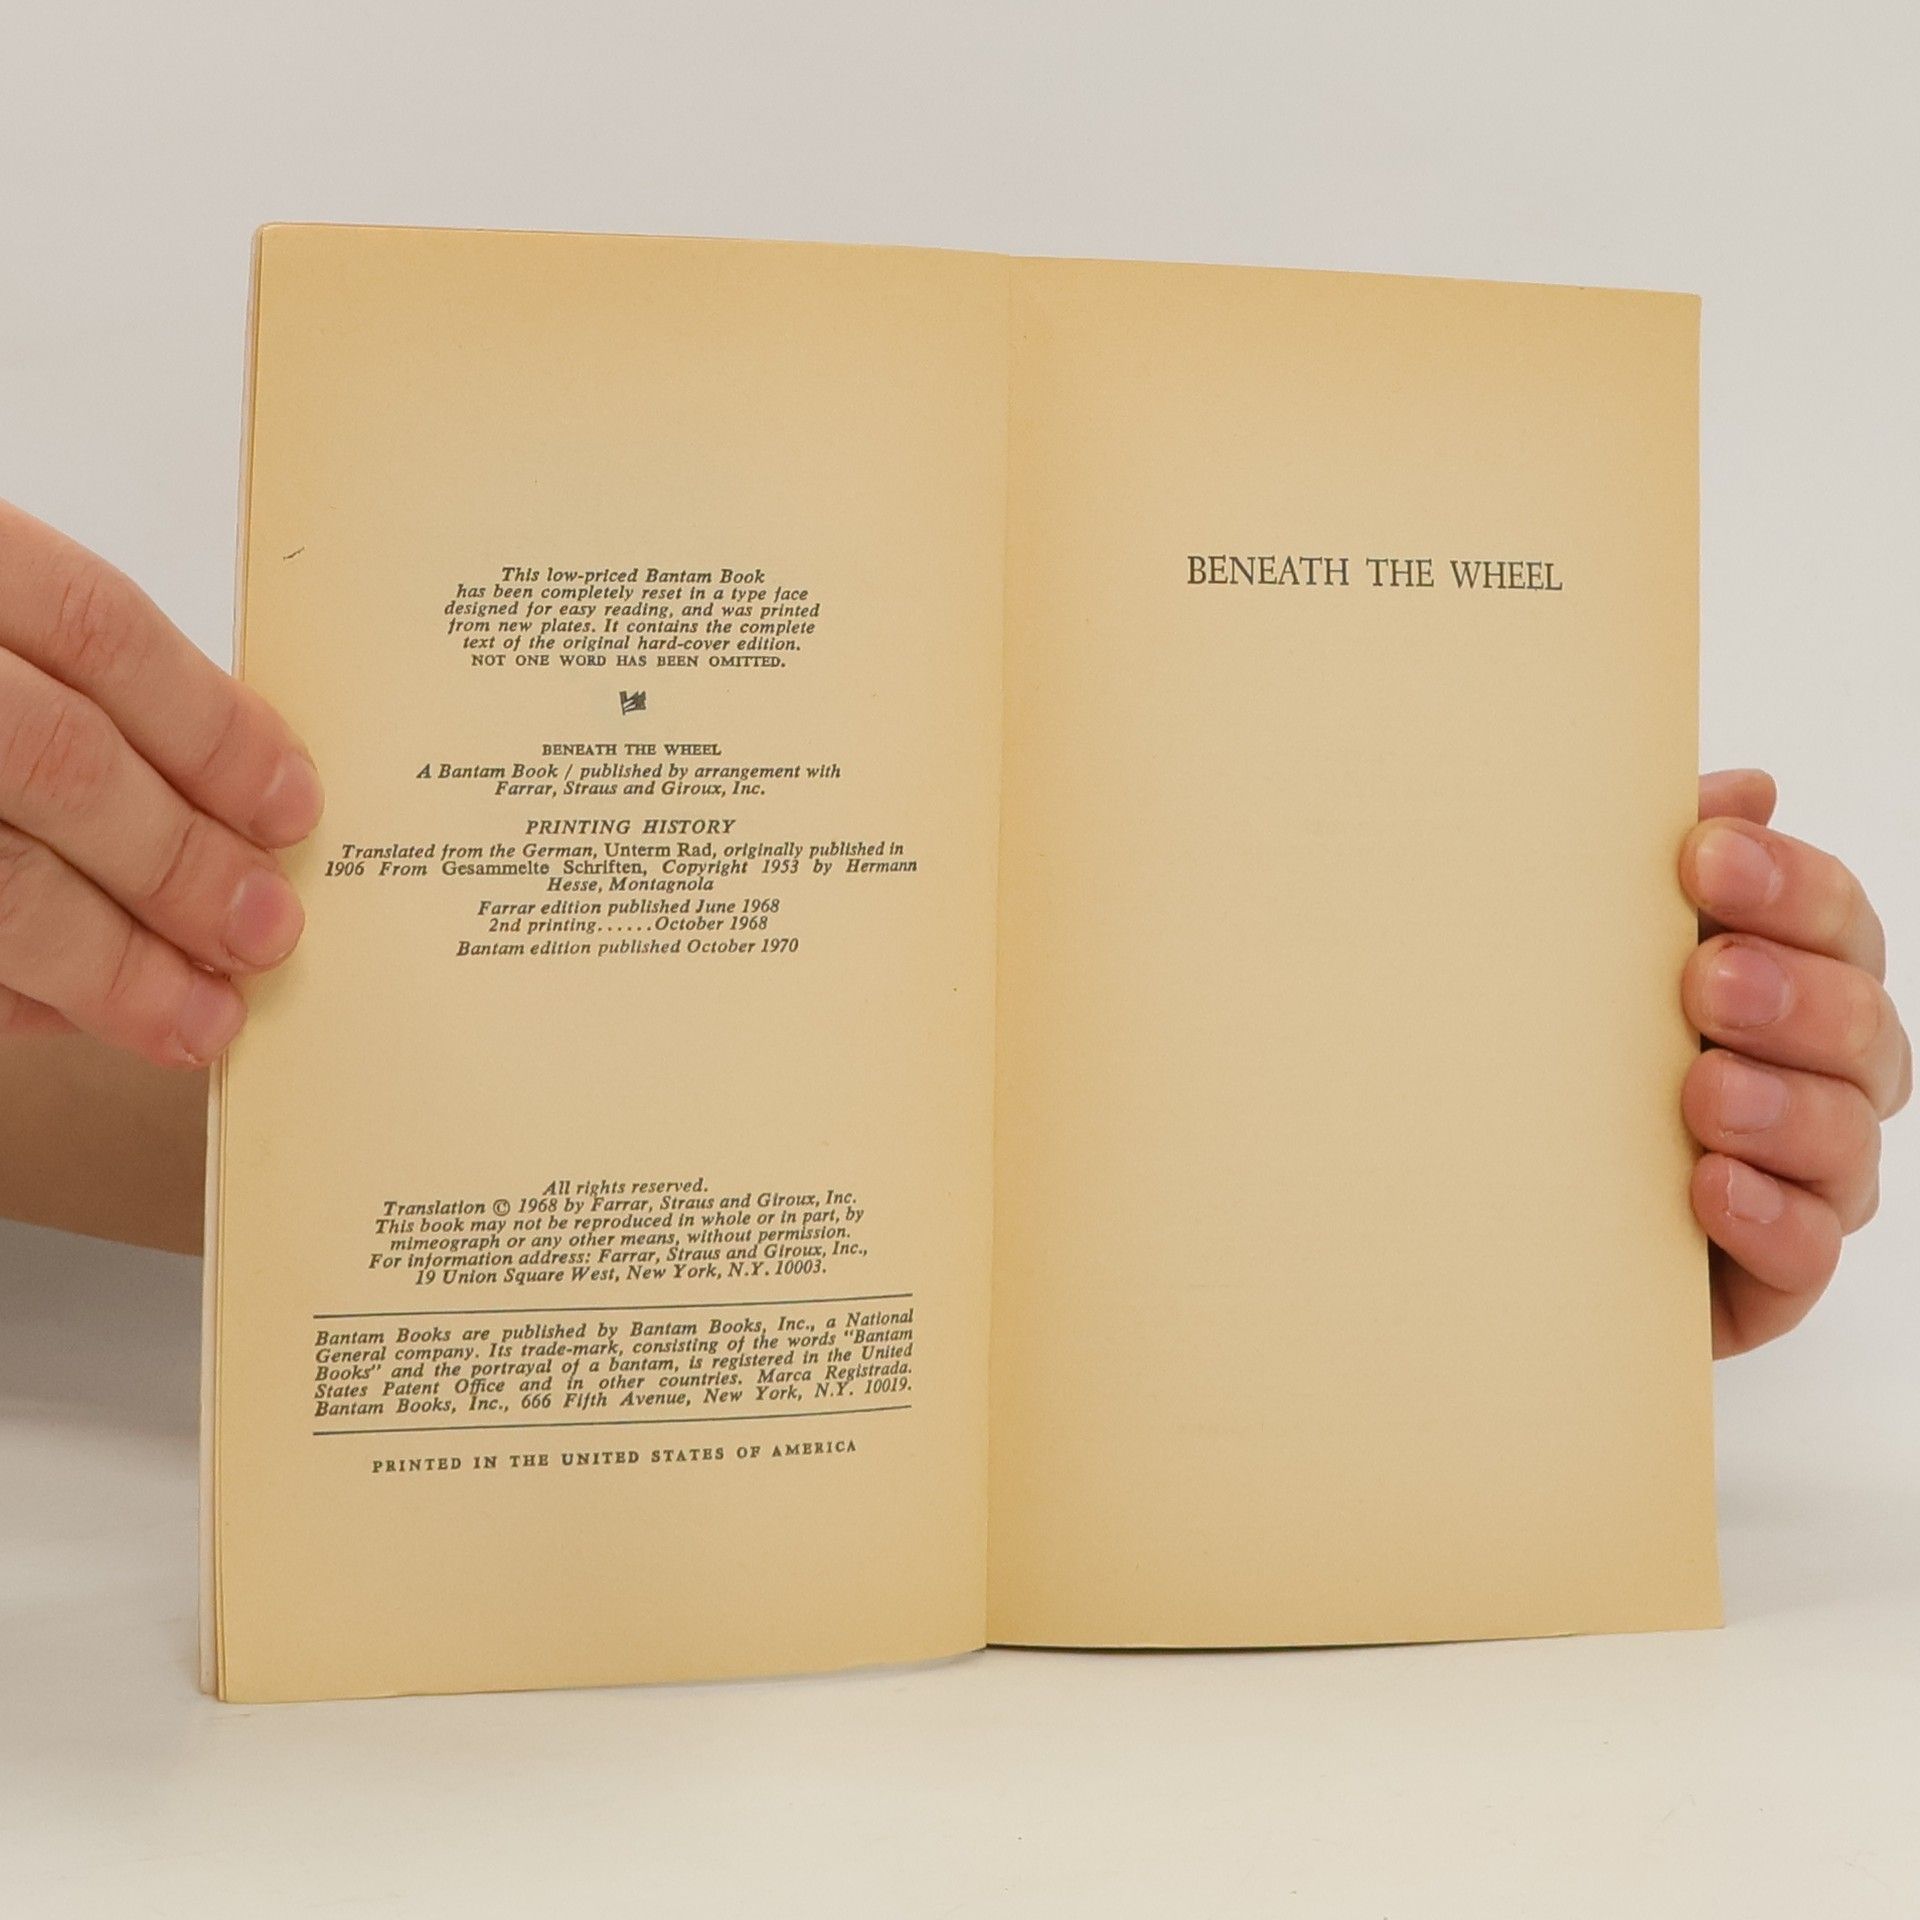 This low-priced Bantam Book
has been completely reset in a type face
designed for easy reading, and was printed
from new plates. It contains the complete
text of the original hard-cover edition.
NOT ONE WORD HAS BEEN OMITTED.
BENEATH THE WHEEL
A Bantam Book / published by arrangement with
Farrar, Straus and Giroux, Inc.
PRINTING HISTORY
Translated from the German, Unterm Rad, originally published in
1906 From Gesammelte Schriften, Copyright 1953 by Hermann
Hesse, Montagnola
Farrar edition published June 1968
2nd printing......October 1968
Bantam edition published October 1970
All rights reserved.
Translation © 1968 by Farrar, Straus and Giroux, Inc.
This book may not be reproduced in whole or in part, by
mimeograph or any other means, without permission.
For information address: Farrar, Straus and Giroux, Inc.,
19 Union Square West, New York, N.Y. 10003.
Bantam Books are published by Bantam Books, Inc., a National
General company. Its trade-mark, consisting of the words "Bantam
Books" and the portrayal of a bantam, is registered in the United
States Patent Office and in other countries. Marca Registrada.
Bantam Books, Inc., 666 Fifth Avenue, New York, N.Y. 10019.
PRINTED IN THE UNITED STATES OF AMERICA
BENEATH THE WHEEL